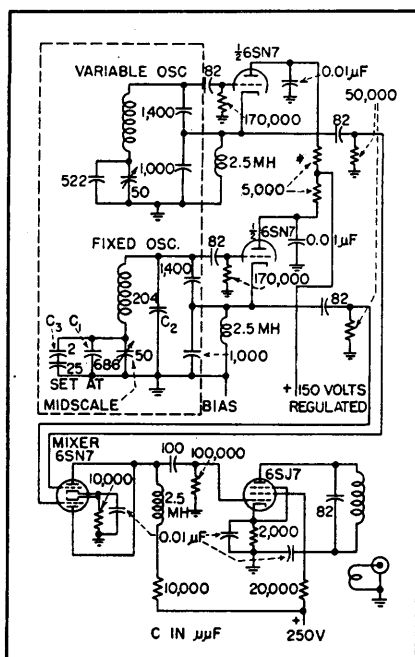 VARIABLE OSC
82
½6SN7
0.01μF
50,000
1,400
170,000
82
1,000
2.5 MH
522
50
5,000
½6SN7
FIXED OSC.
82
0.01μF
1,400
170,000
204
82
C₃
C₁
C₂
2
50
2.5 MH
25
686
1,000
+ 150 VOLTS
SET AT
BIAS
REGULATED
MIDSCALE
MIXER
6SN7
100
100,000
6SJ7
10,000
2.5
MH
82
0.01μF
2,000
10,000
20,000
+
C IN μμF
250V